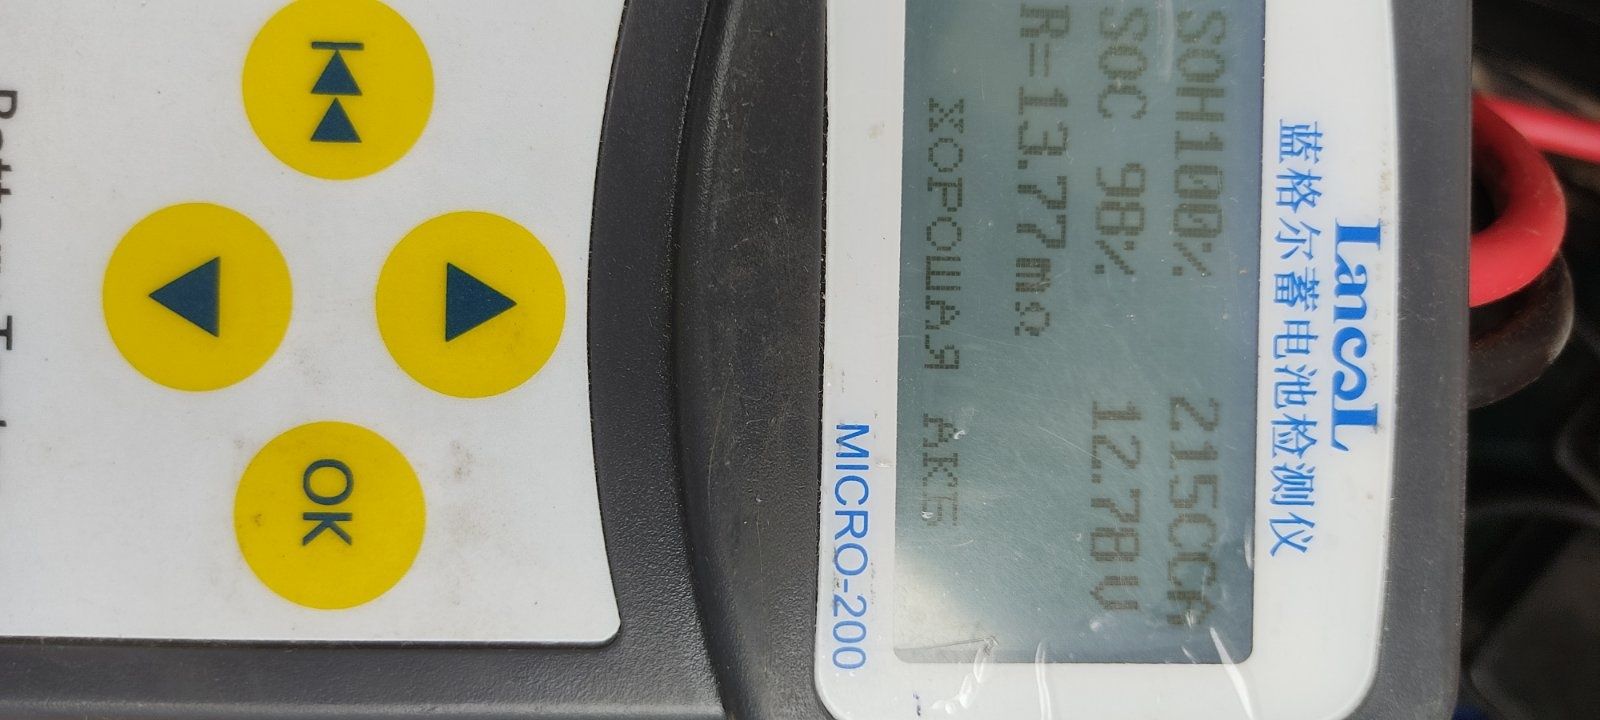 LancoL
蓝格尔蓄电池检测仪
SOH100% 215CCA
SOC 98% 12.78V
R=13.77mΩ
ХОРОШАЯ АКБ
MICRO-200
OK